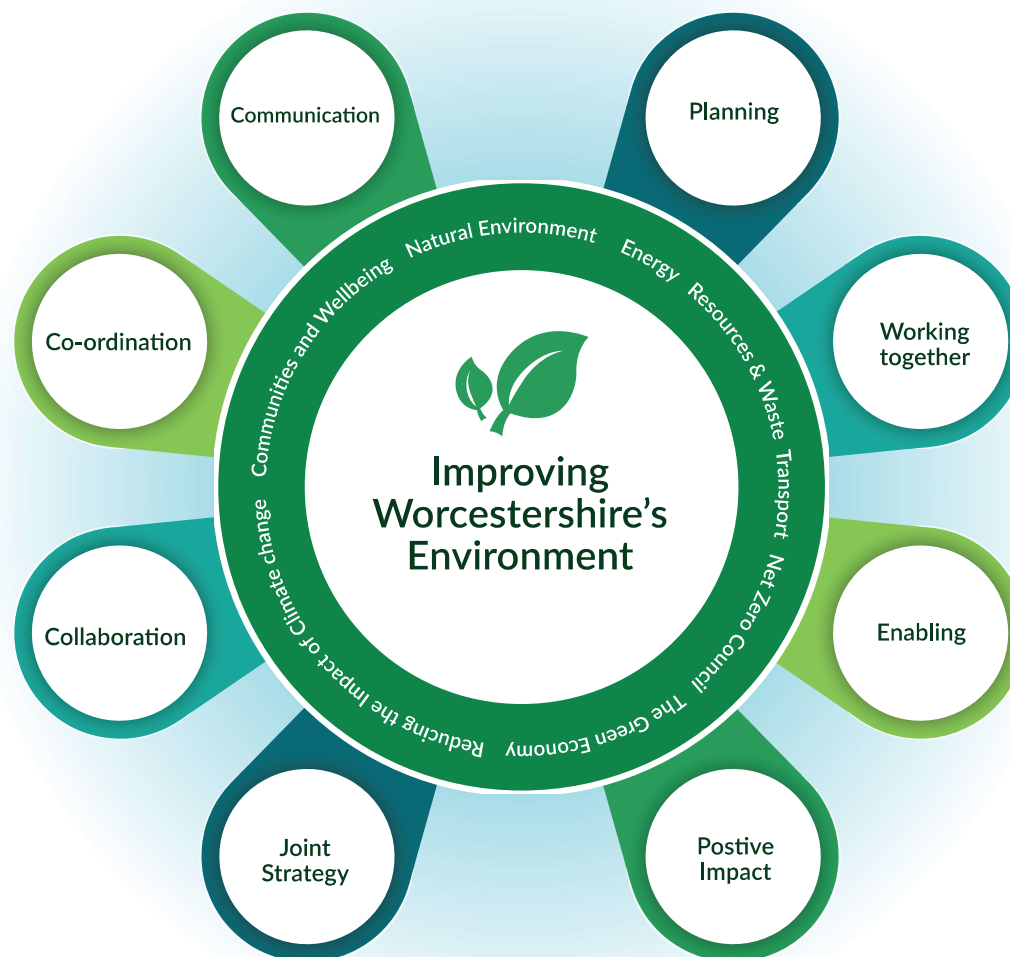 Communication
Planning
Co-ordination
Working
together
Natural Environment
Energy
Resources & Waste
Transport
Net Zero Council
The Green Economy
Reducing the Impact of Climate change
Communities and Wellbeing
Improving
Worcestershire’s
Environment
Collaboration
Enabling
Joint
Strategy
Postive
Impact